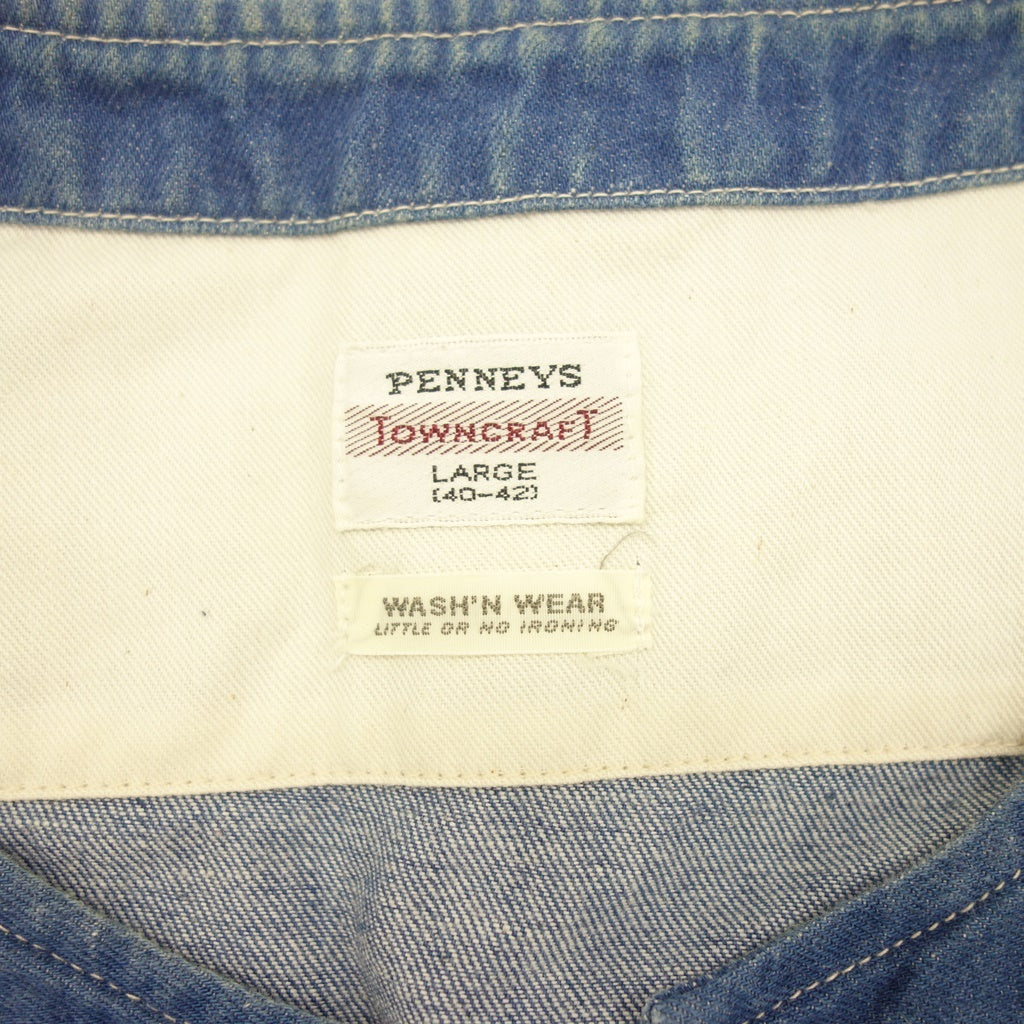 PENNEYS
TOWNCRAFT
LARGE
(40-42)
WASH'N WEAR
LITTLE OR NO IRONING